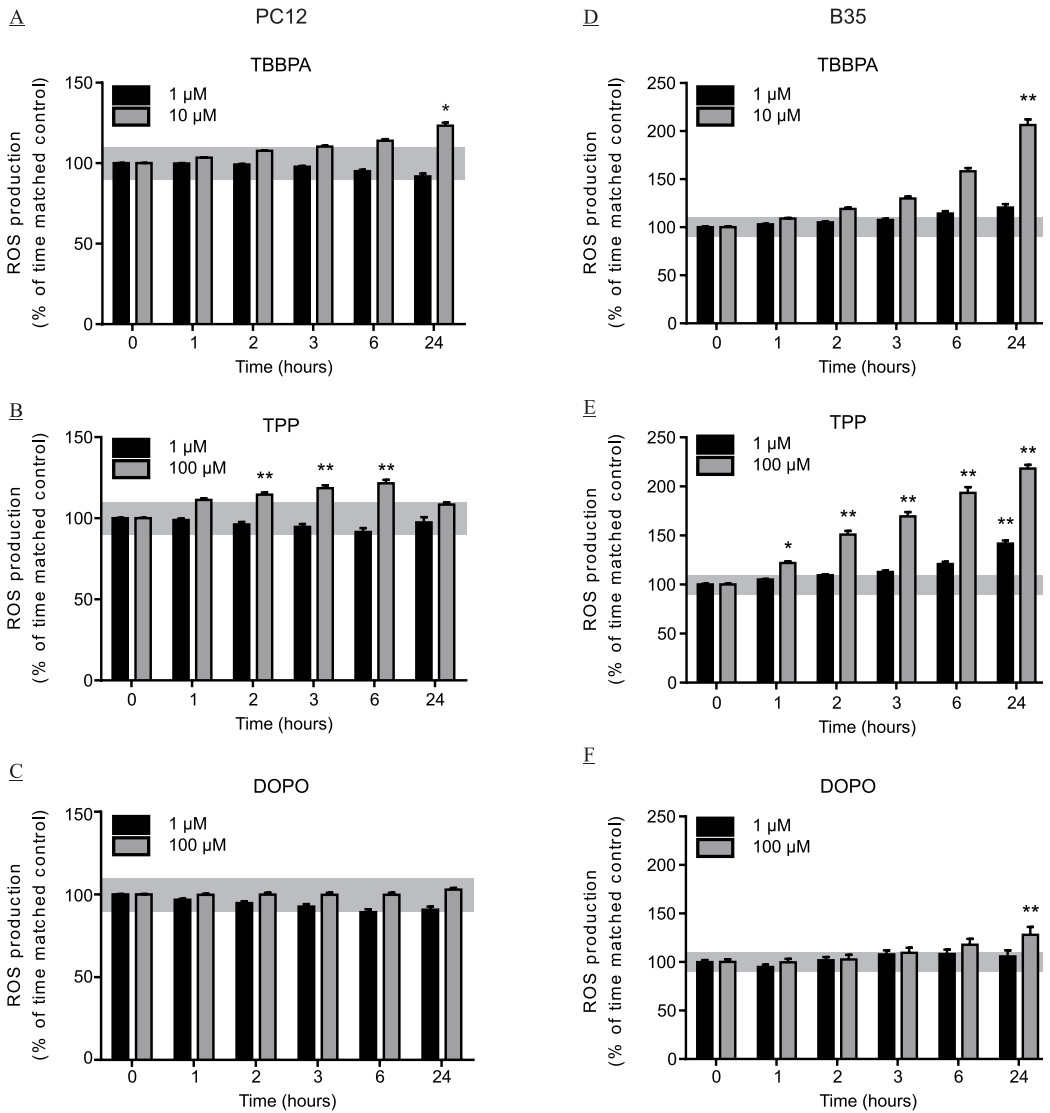 A
PC12
TBBPA
1 µM
10 µM
*
ROS production
(% of time matched control)
150
100
50
0
0 1 2 3 6 24
Time (hours)
B
TPP
1 µM
100 µM
** ** **
ROS production
(% of time matched control)
150
100
50
0
0 1 2 3 6 24
Time (hours)
C
DOPO
1 µM
100 µM
ROS production
(% of time matched control)
150
100
50
0
0 1 2 3 6 24
Time (hours)
D
B35
TBBPA
1 µM
10 µM
**
ROS production
(% of time matched control)
250
200
150
100
50
0
0 1 2 3 6 24
Time (hours)
E
TPP
1 µM
100 µM
* ** ** ** ** **
ROS production
(% of time matched control)
250
200
150
100
50
0
0 1 2 3 6 24
Time (hours)
F
DOPO
1 µM
100 µM
**
ROS production
(% of time matched control)
250
200
150
100
50
0
0 1 2 3 6 24
Time (hours)